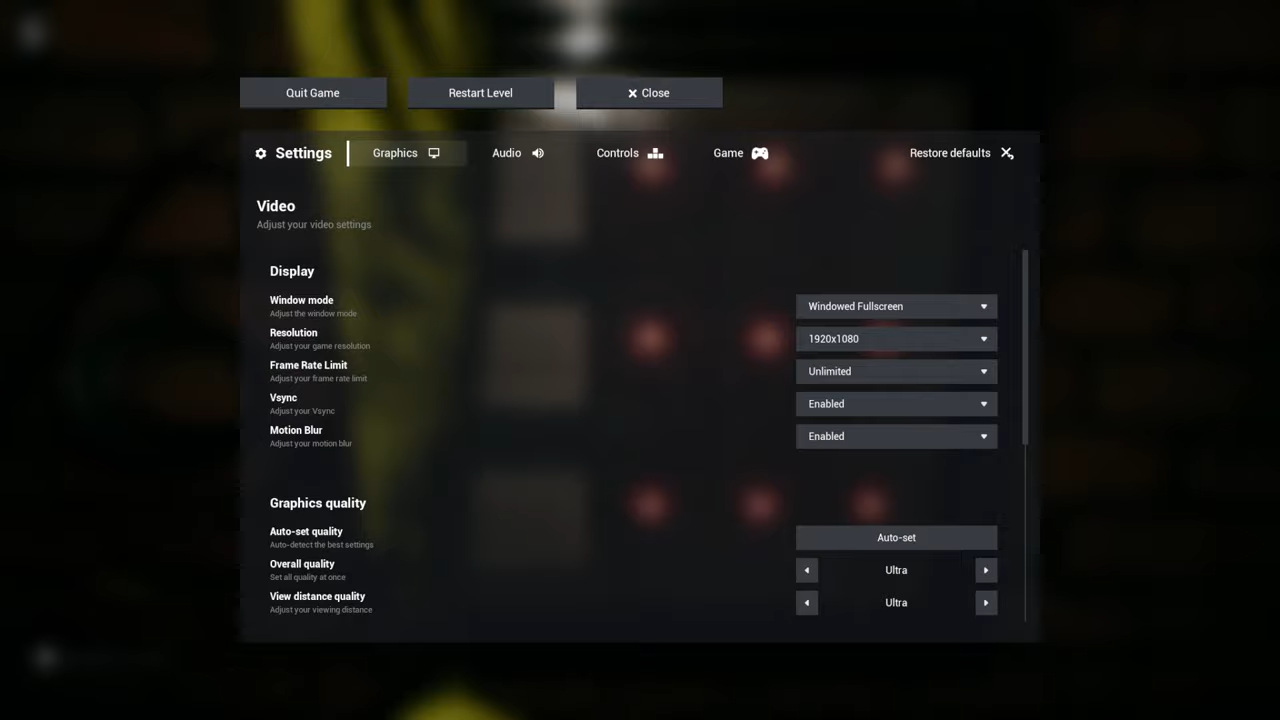 Quit Game
Restart Level
Close
Settings
Graphics
Audio
Controls
Game
Restore defaults
Video
Adjust your video settings
Display
Window mode
Adjust the window mode
Windowed Fullscreen
Resolution
Adjust your game resolution
1920x1080
Frame Rate Limit
Adjust your frame rate limit
Unlimited
Vsync
Adjust your Vsync
Enabled
Motion Blur
Adjust your motion blur
Enabled
Graphics quality
Auto-set quality
Auto-detect the best settings
Auto-set
Overall quality
Set all quality at once
Ultra
View distance quality
Adjust your viewing distance
Ultra